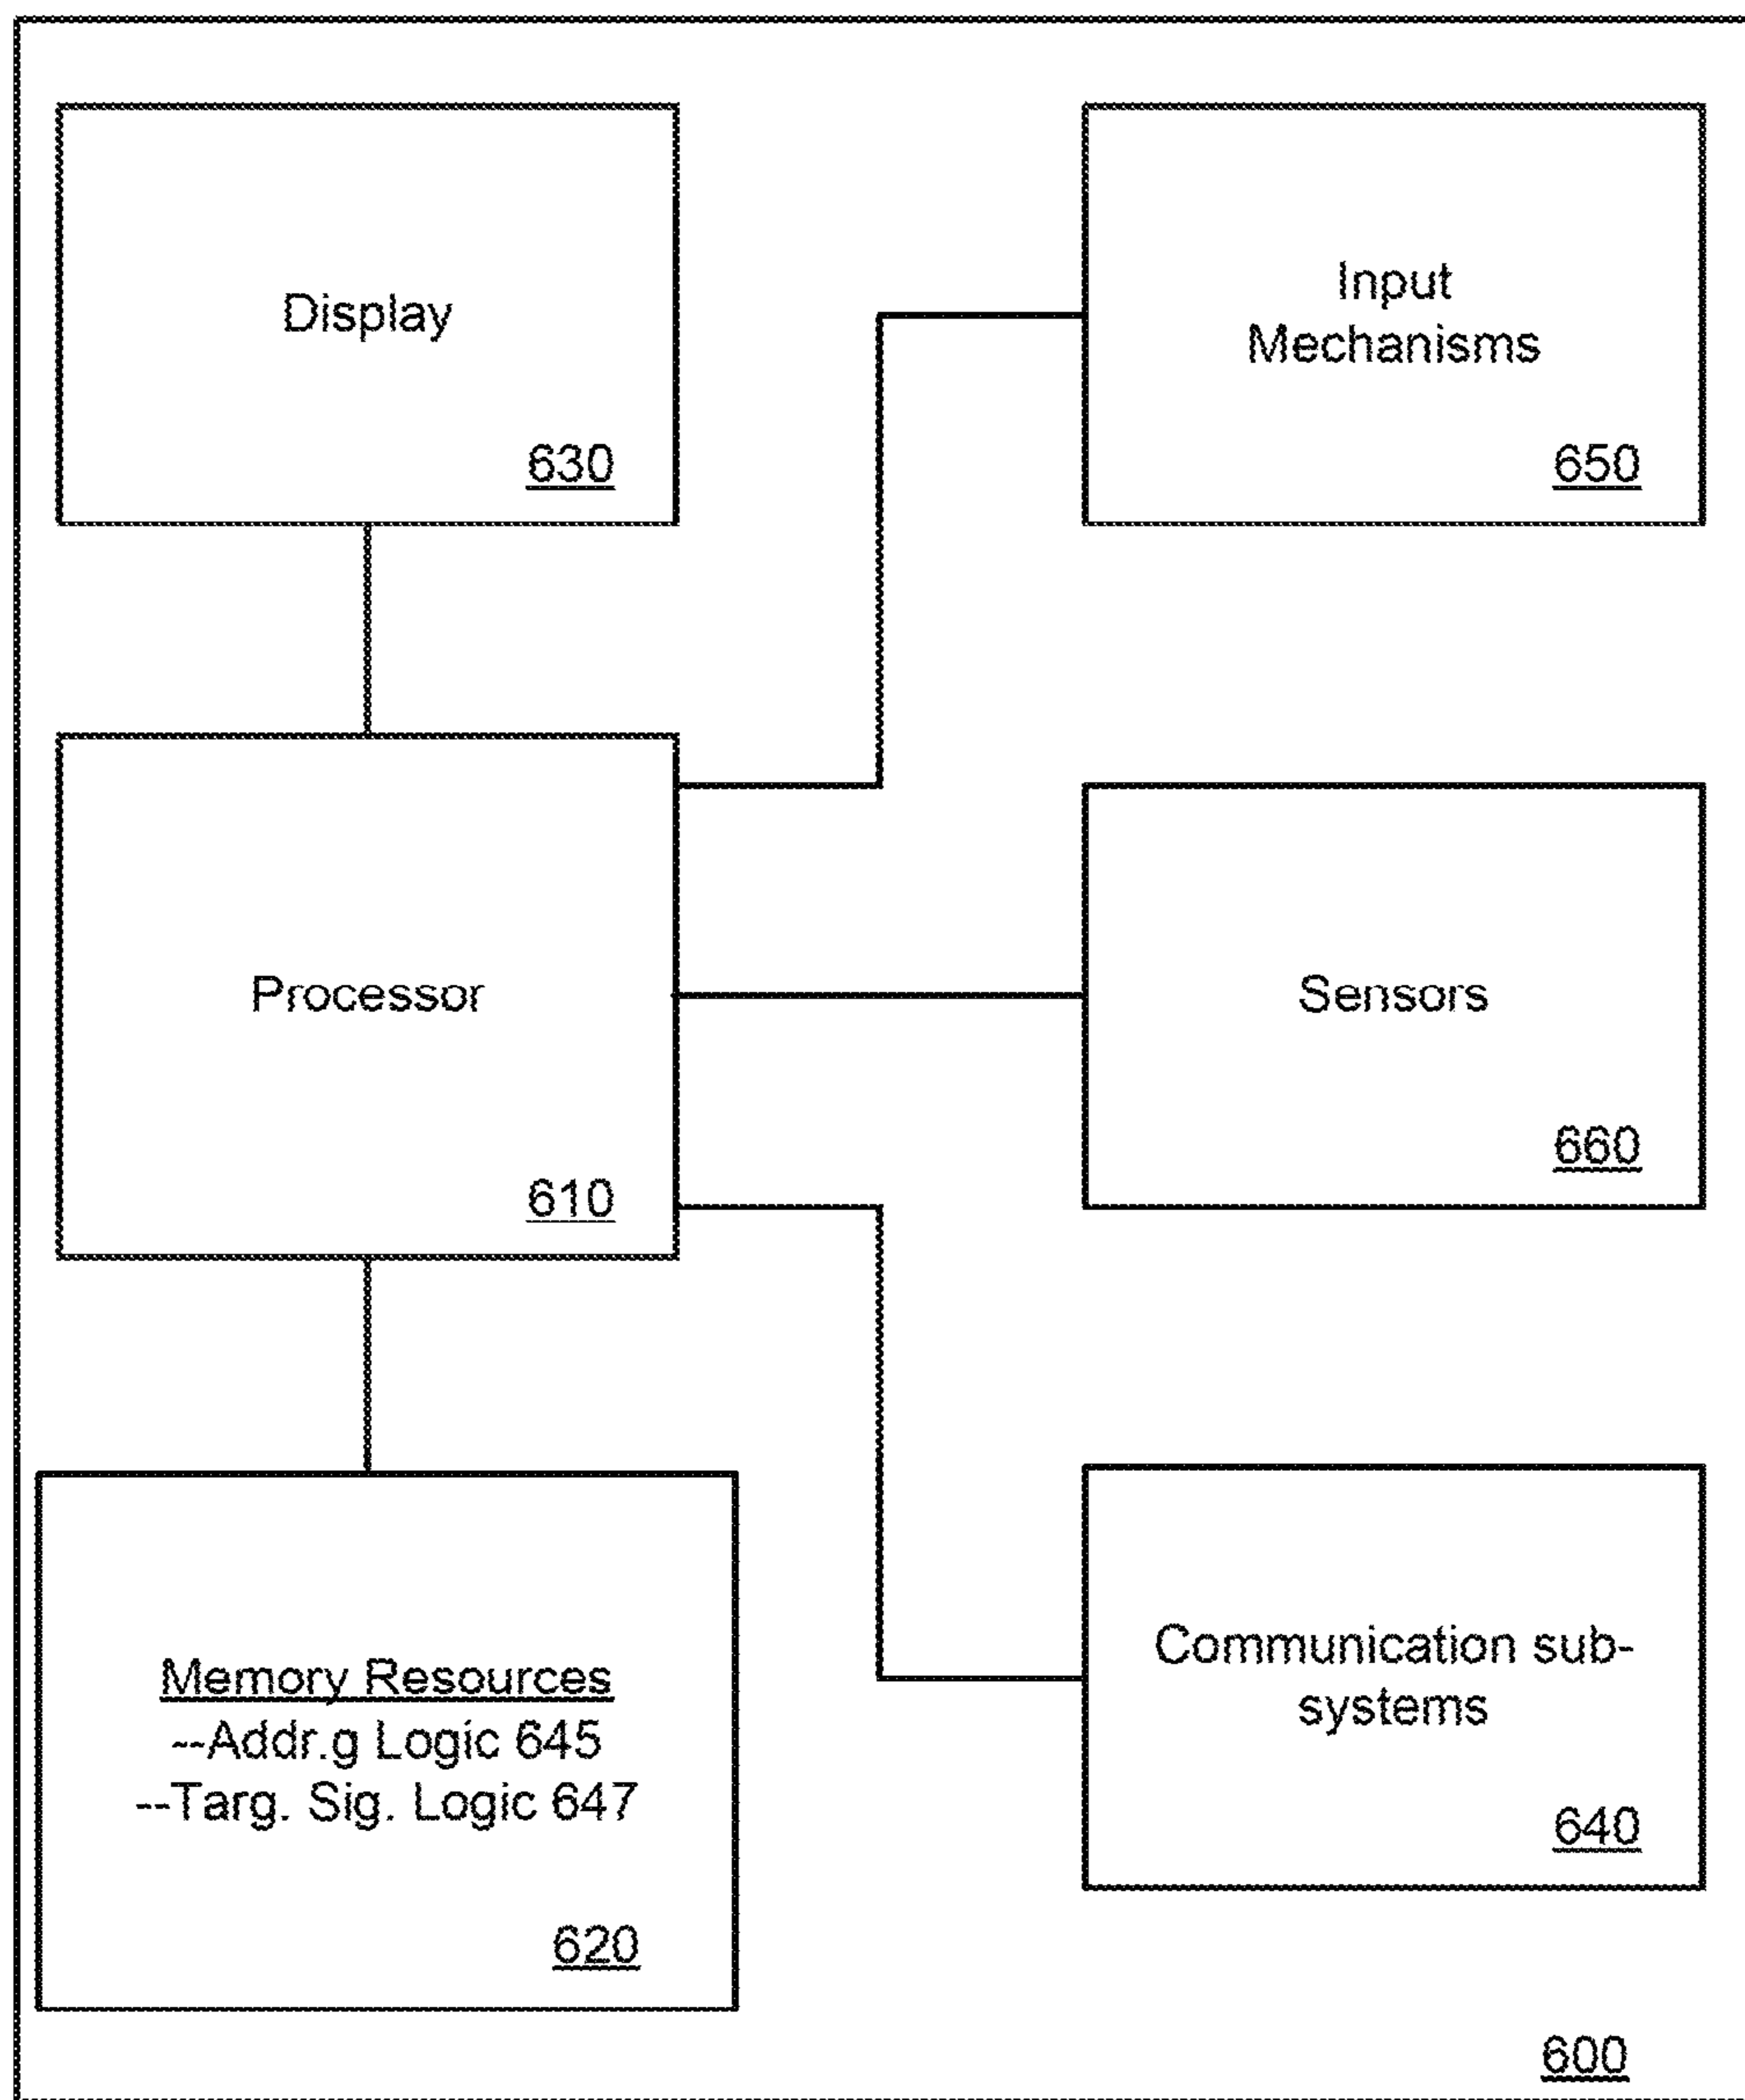 Display
630
Input
Mechanisms
650
Processor
610
Sensors
660
Memory Resources
--Addr.g Logic 645
--Targ. Sig. Logic 647
620
Communication sub-
systems
640
600